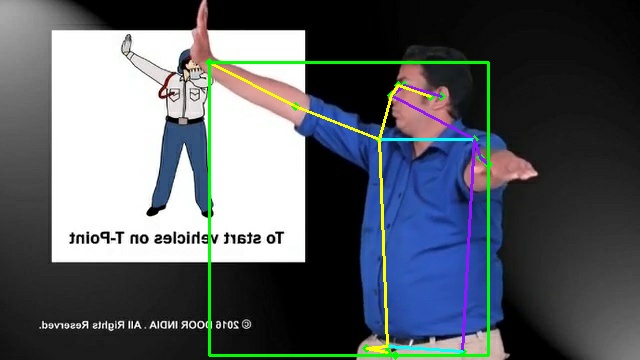 To start vehicles on T-Point
© 2016 DOOR INDIA . All Rights Reserved.